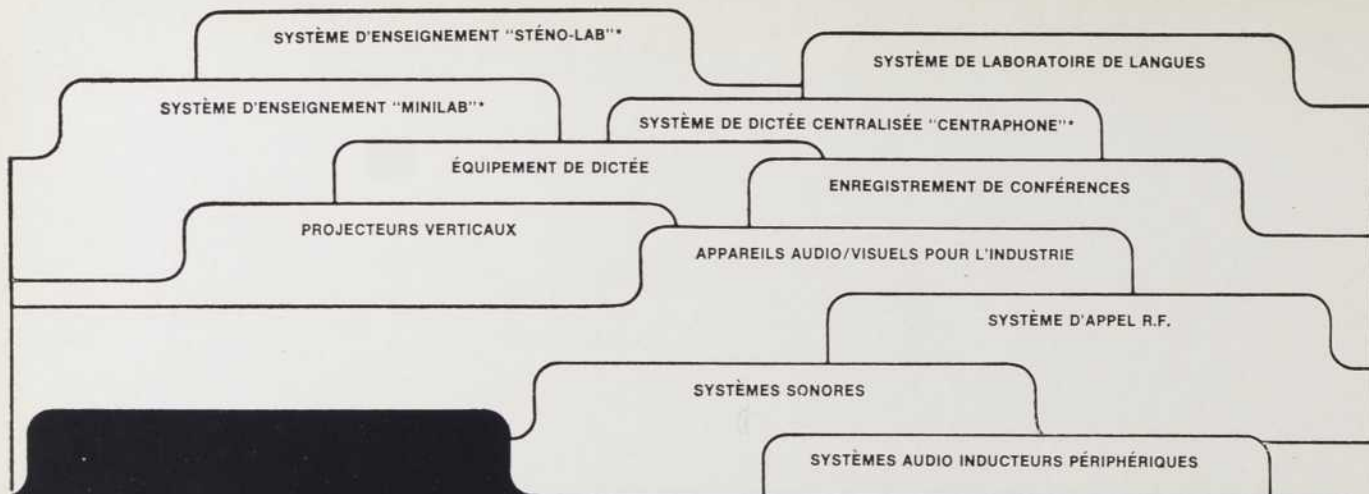 SYSTÈME D'ENSEIGNEMENT "STÉNO-LAB"*
SYSTÈME DE LABORATOIRE DE LANGUES
SYSTÈME D'ENSEIGNEMENT "MINILAB"*
SYSTÈME DE DICTÉE CENTRALISÉE "CENTRAPHONE"*
ÉQUIPEMENT DE DICTÉE
ENREGISTREMENT DE CONFÉRENCES
PROJECTEURS VERTICAUX
APPAREILS AUDIO/VISUELS POUR L'INDUSTRIE
SYSTÈME D'APPEL R.F.
SYSTÈMES SONORES
SYSTÈMES AUDIO INDUCTEURS PÉRIPHÉRIQUES